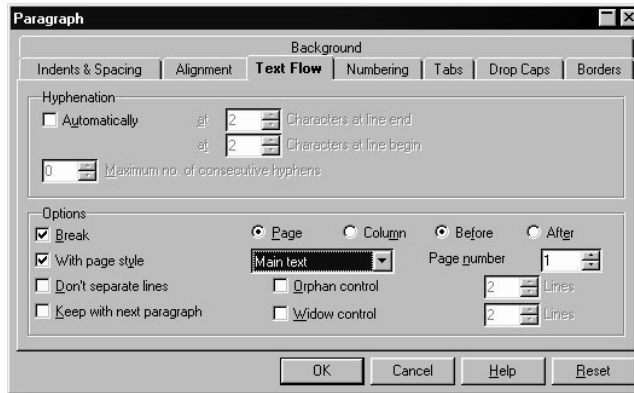 Paragraph
Background
Indents & Spacing Alignment Text Flow Numbering Tabs Drop Caps Borders
Hyphenation
Automatically at 2 Characters at line end
at 2 Characters at line begin
0 Maximum no. of consecutive hyphens
Options
Break Page Column Before After
With page style Main text Page number 1
Don't separate lines Orphan control 2 Lines
Keep with next paragraph Widow control 2 Lines
OK Cancel Help Reset